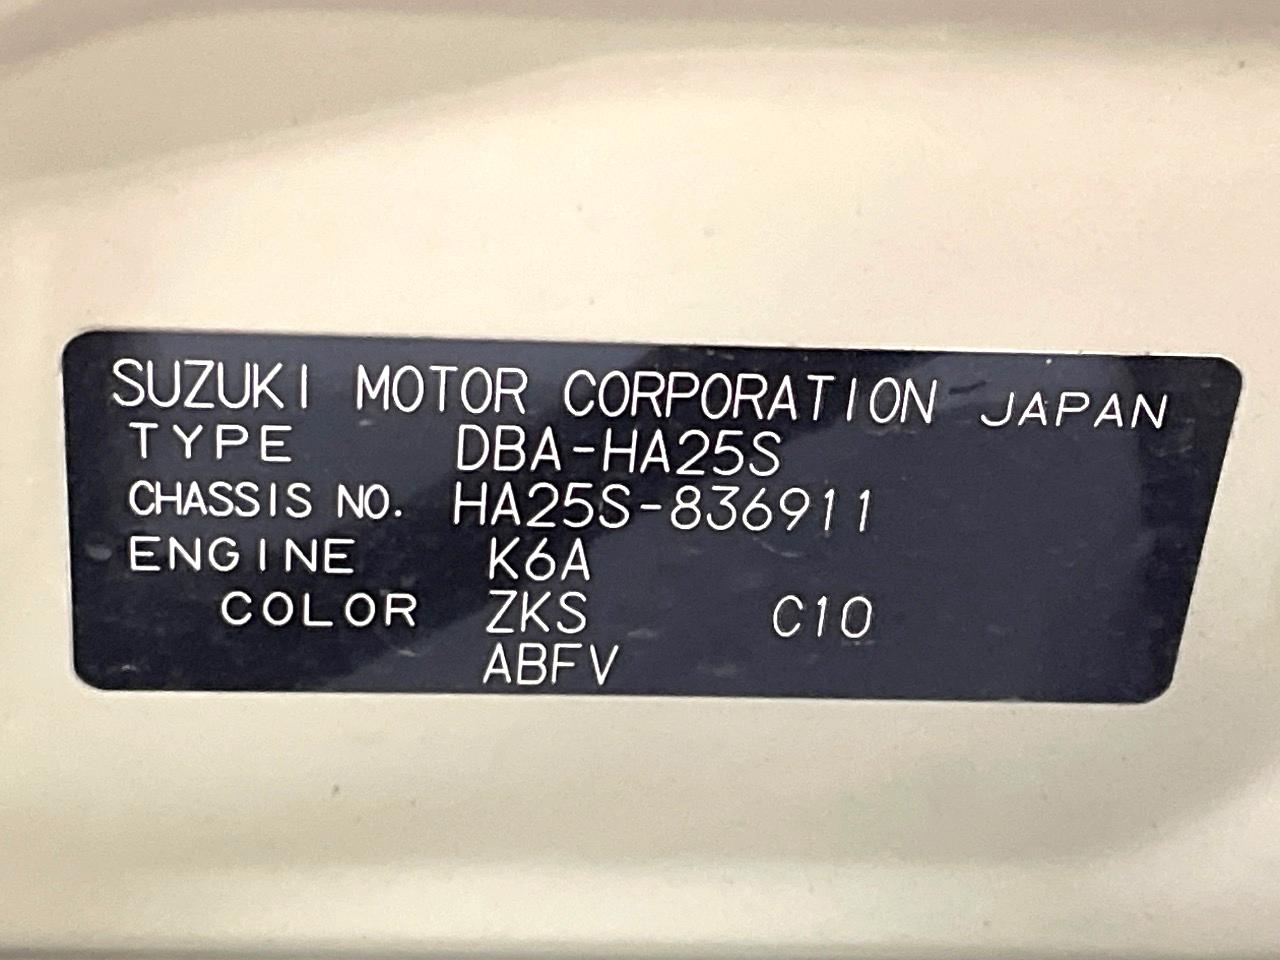 SUZUKI MOTOR CORPORATION JAPAN
TYPE DBA-HA25S
CHASSIS NO. HA25S-836911
ENGINE K6A
COLOR ZKS C10
ABFV